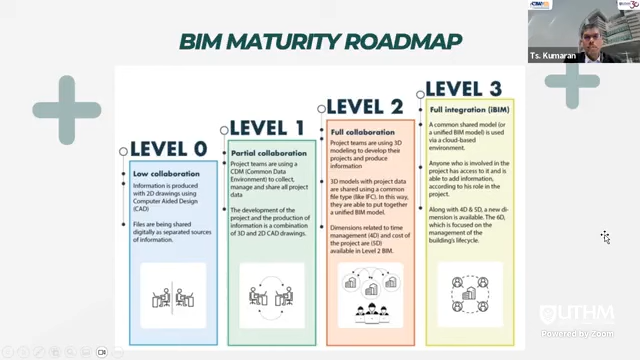 BIM MATURITY ROADMAP
LEVEL 0
Low collaboration
Information is produced
with 2D drawings using
Computer Aided Design
(CAD)
Files are being shared
digitally as separated sources
of information.
LEVEL 1
Partial collaboration
Project teams are using a
CDM (Common Data
Environment) to collect,
manage and share all project
data
The development of the
project and the production of
information is a combination
of 3D and 2D CAD drawings.
LEVEL 2
Full collaboration
Project teams are using 3D
modeling to develop their
projects and produce
information
3D models with project data
are shared using a common
file type (like IFC). In this
way, they are able to put
together a unified BIM model.
Dimensions related to time
management (4D) and cost
of the project are (5D)
available in Level 2 BIM.
LEVEL 3
Full integration (iBIM)
A common shared model (or
a unified BIM model) is used
via a cloud-based
environment.
Anyone who is involved in the
project has access to it and is
able to add information,
according to his role in the
project.
Along with 4D & 5D, a new di-
mension is available. The 6D,
which is focused on the
management of the
building's lifecycle.
Ts. Kumaran
UTHM
Powered by Zoom